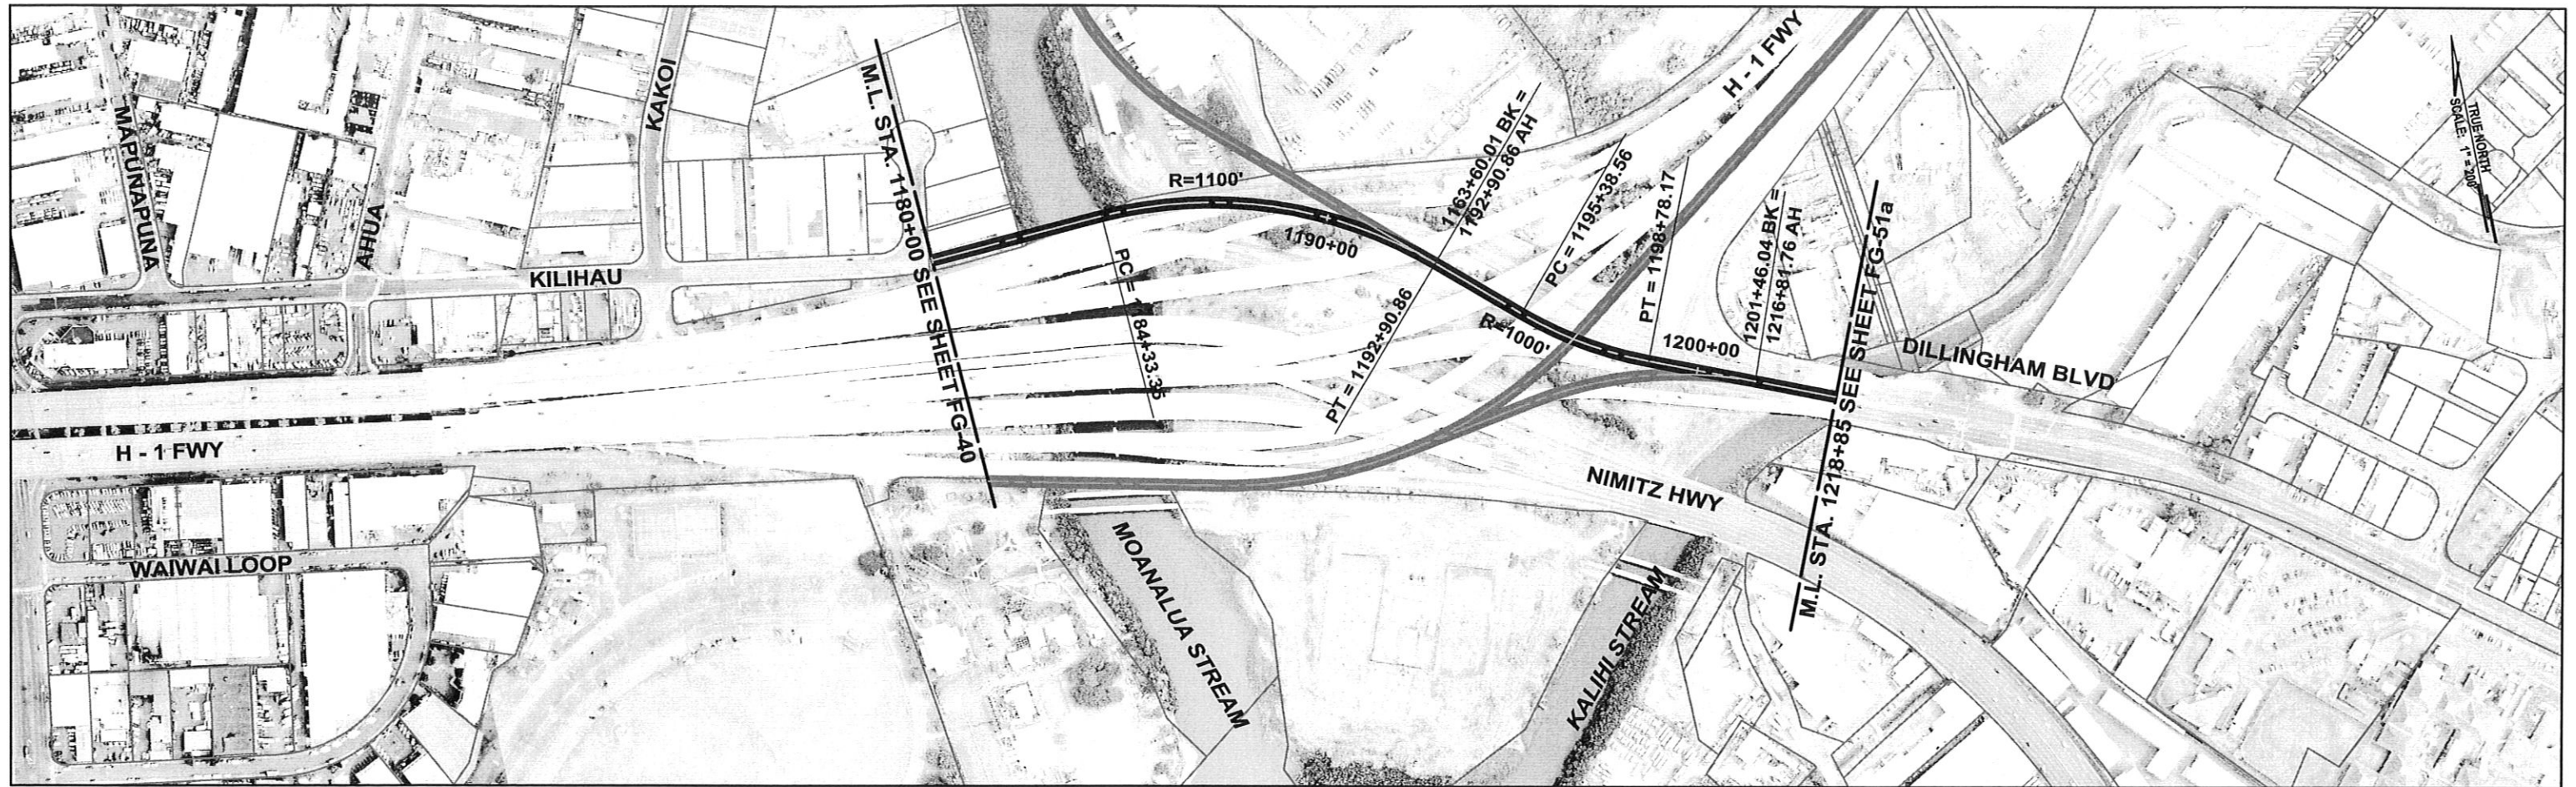 MAPUNAPUNA
AHUA
KAKOI
KILIHAU
H - 1 FWY
WAIWAI LOOP
M.L. STA. 1180+00 SEE SHEET FG-40
R=1100'
PC = 1184+33.35
1190+00
PT = 1192+90.86
1163+60.01 BK =
1192+90.86 AH
R=1000'
PC = 1195+38.56
PT = 1198+78.17
1200+00
1201+46.04 BK =
1216+81.76 AH
H - 1 FWY
M.L. STA. 1218+85 SEE SHEET FG-51a
DILLINGHAM BLVD
NIMITZ HWY
MOANALUA STREAM
KALIHI STREAM
TRUE NORTH
SCALE: 1" = 200'